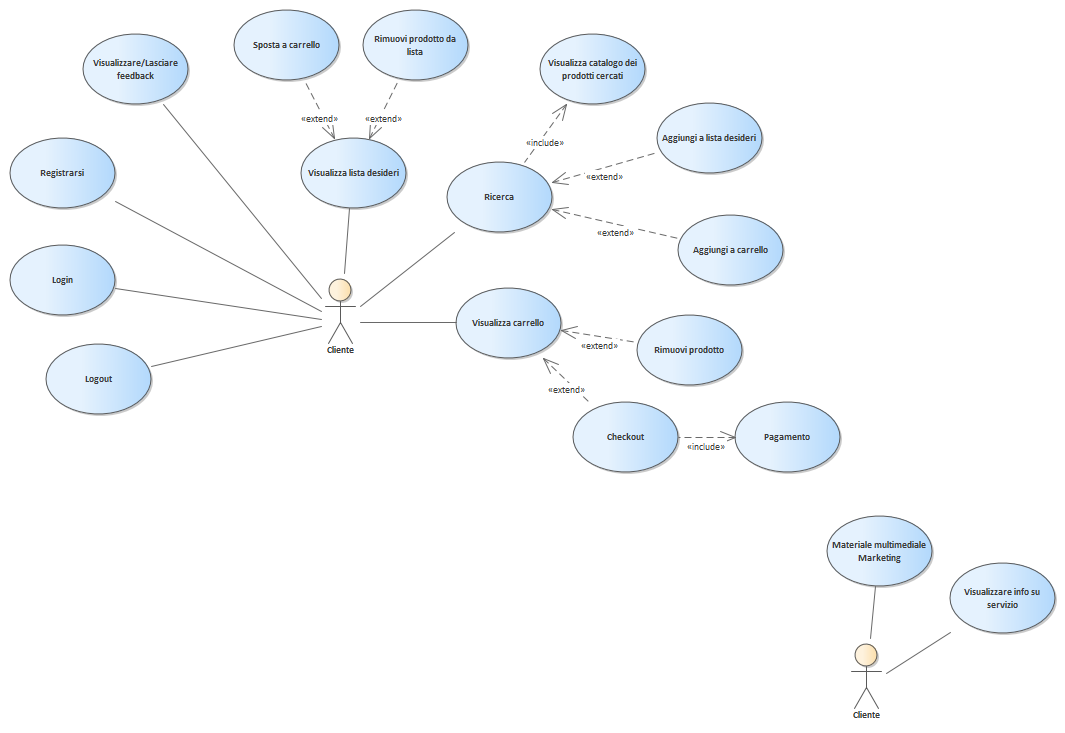 Sposta a carrello
Rimuovi prodotto da
lista
Visualizzare/Lasciare
feedback
Visualizza catalogo dei
prodotti cercati
«extend»
«extend»
«include»
Aggiungi a lista desideri
Registrarsi
Visualizza lista desideri
«extend»
Ricerca
«extend»
Aggiungi a carrello
Login
Visualizza carrello
«extend»
Rimuovi prodotto
Cliente
Logout
«extend»
Checkout
«include»
Pagamento
Materiale multimediale
Marketing
Visualizzare info su
servizio
Cliente